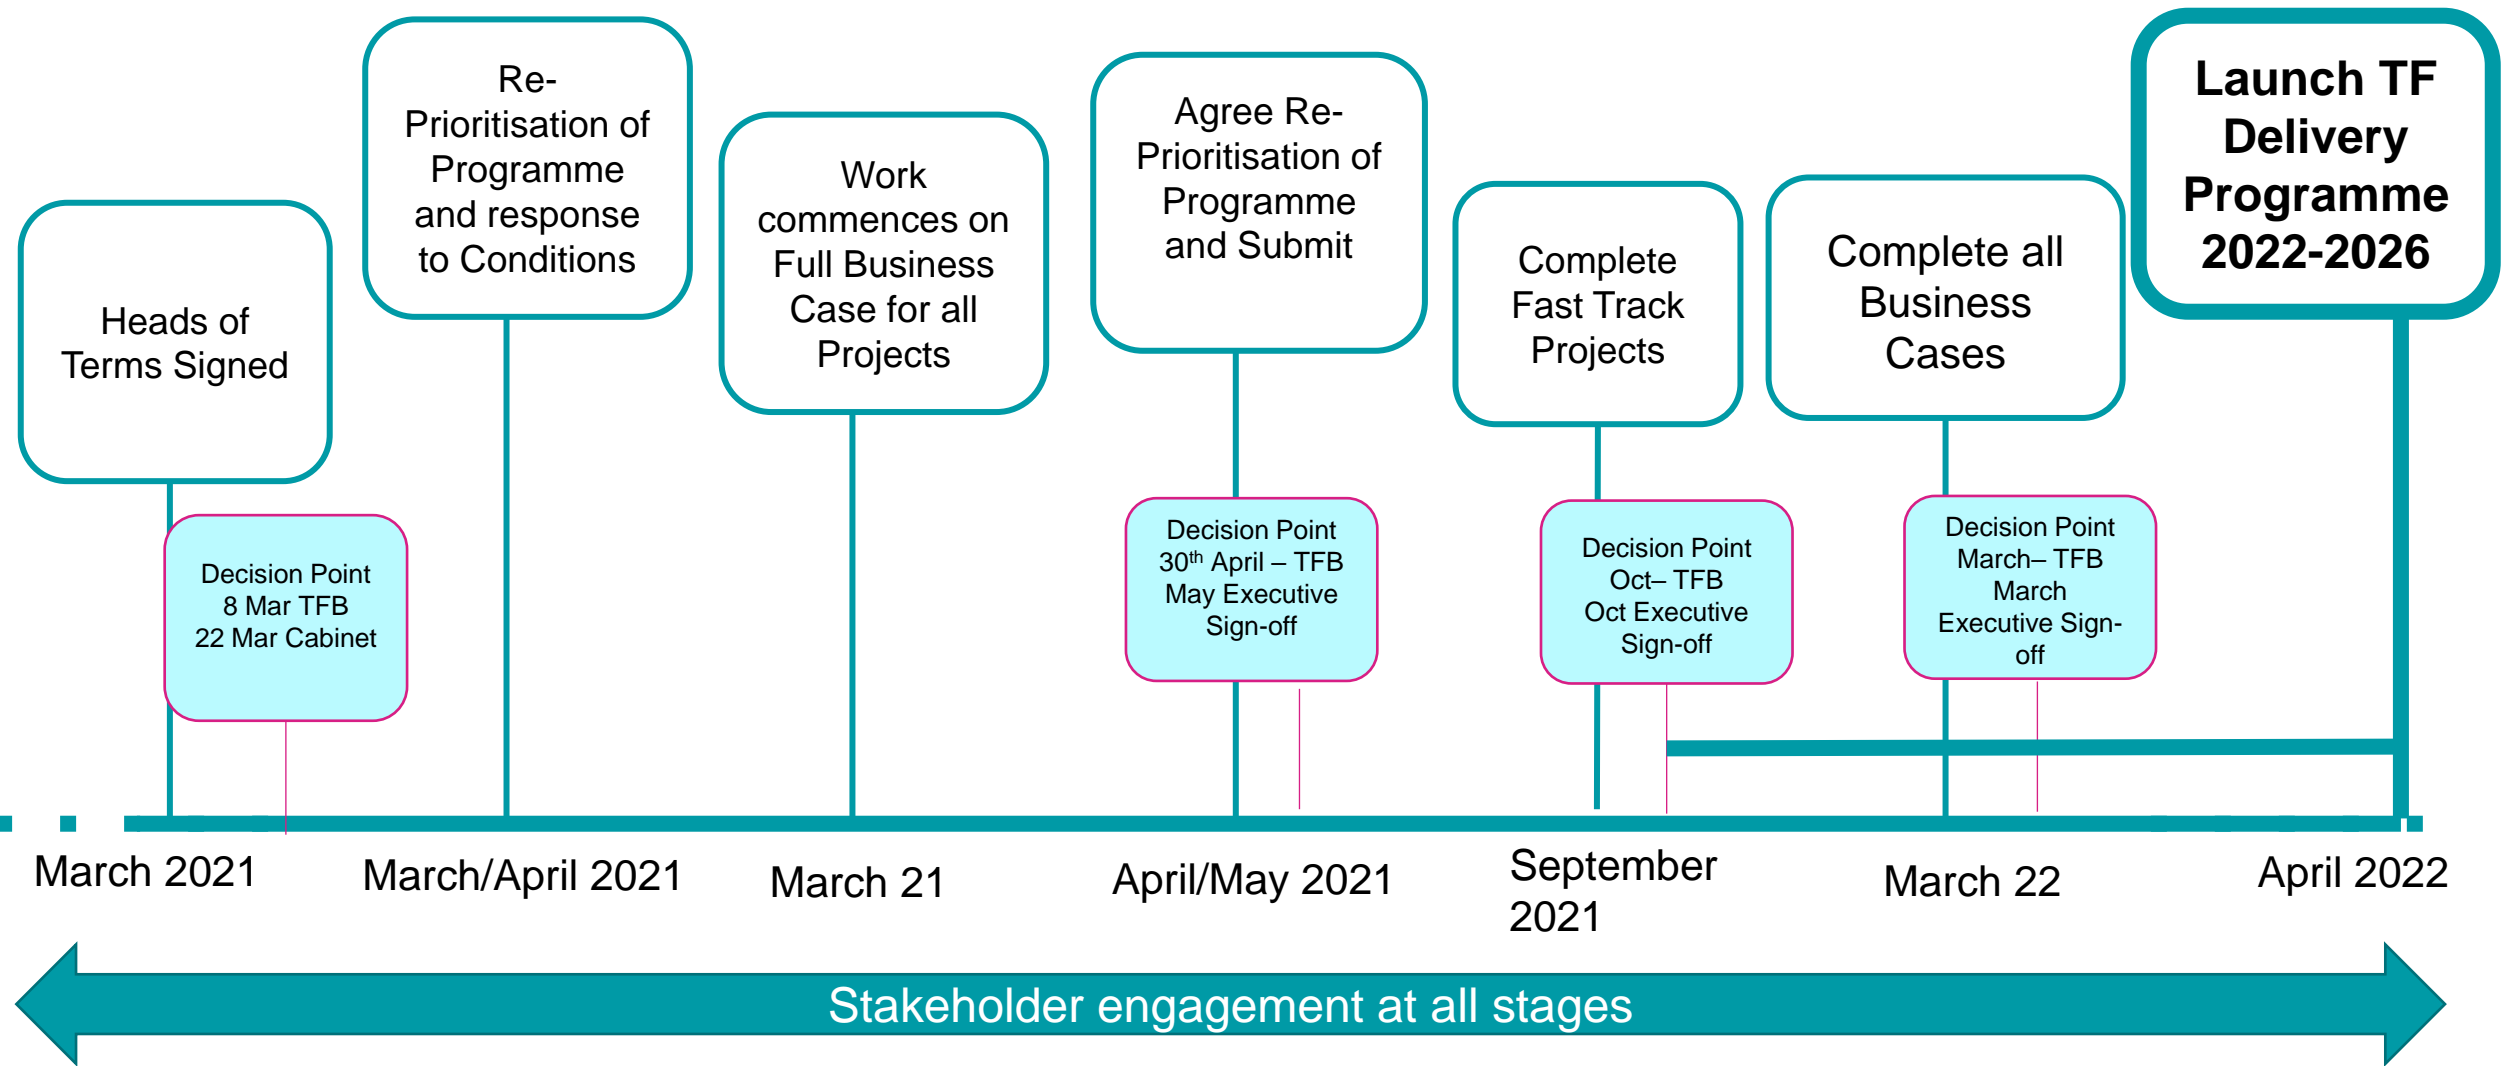 Heads of
Terms Signed
Re-
Prioritisation of
Programme
and response
to Conditions
Work
commences on
Full Business
Case for all
Projects
Agree Re-
Prioritisation of
Programme
and Submit
Complete
Fast Track
Projects
Complete all
Business
Cases
Launch TF
Delivery
Programme
2022-2026
Decision Point
8 Mar TFB
22 Mar Cabinet
Decision Point
30th April – TFB
May Executive
Sign-off
Decision Point
Oct– TFB
Oct Executive
Sign-off
Decision Point
March– TFB
March
Executive Sign-
off
March 2021
March/April 2021
March 21
April/May 2021
September
2021
March 22
April 2022
Stakeholder engagement at all stages